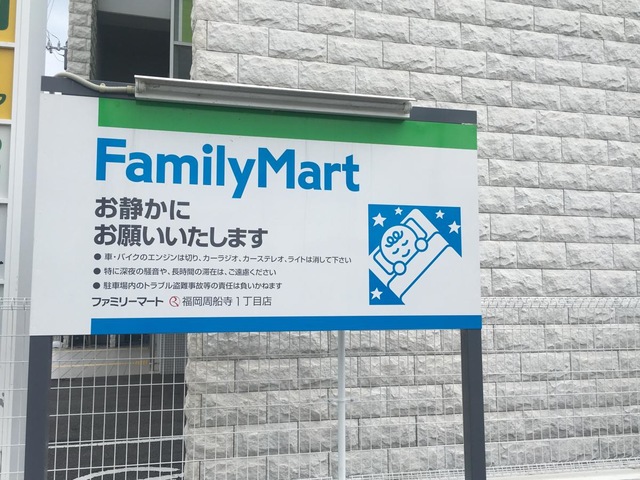 FamilyMart
お静かに
お願いいたします
● 車・バイクのエンジンは切り、カーラジオ、カーステレオ、ライトは消して下さい
● 特に深夜の騒音や、長時間の滞在は、ご遠慮ください
● 駐車場内のトラブル盗難事故等の責任は負いかねます
ファミリーマート 福岡周船寺1丁目店